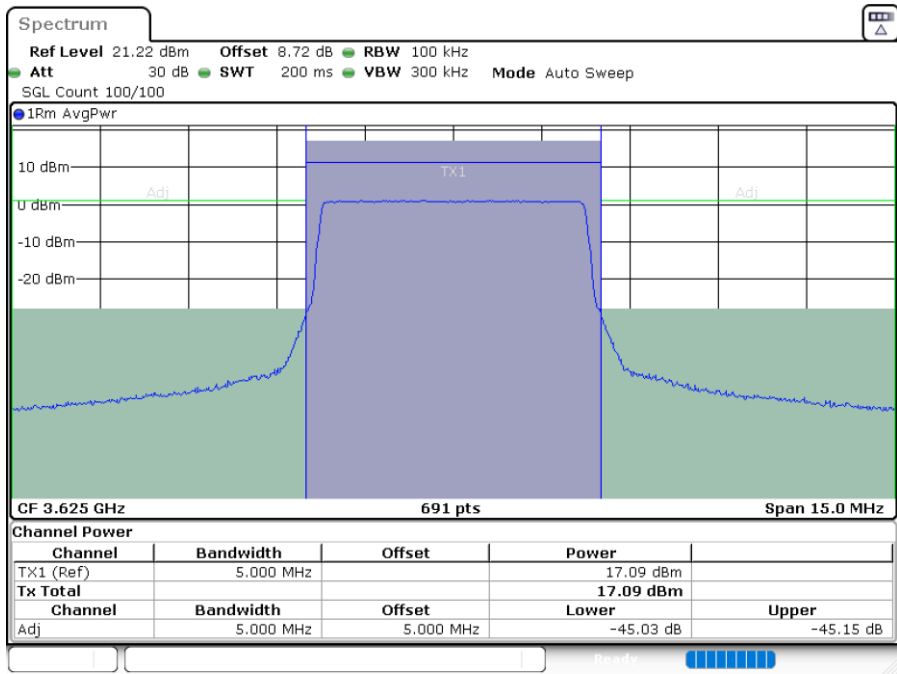 Spectrum
Ref Level 21.22 dBm Offset 8.72 dB RBW 100 kHz
Att 30 dB SWT 200 ms VBW 300 kHz Mode Auto Sweep
SGL Count 100/100
1Rm AvgPwr
10 dBm
TX1
Adj Adj
0 dBm
-10 dBm
-20 dBm
CF 3.625 GHz 691 pts Span 15.0 MHz
Channel Power
Channel Bandwidth Offset Power
TX1 (Ref) 5.000 MHz 17.09 dBm
Tx Total 17.09 dBm
Channel Bandwidth Offset Lower Upper
Adj 5.000 MHz 5.000 MHz -45.03 dB -45.15 dB
Ready